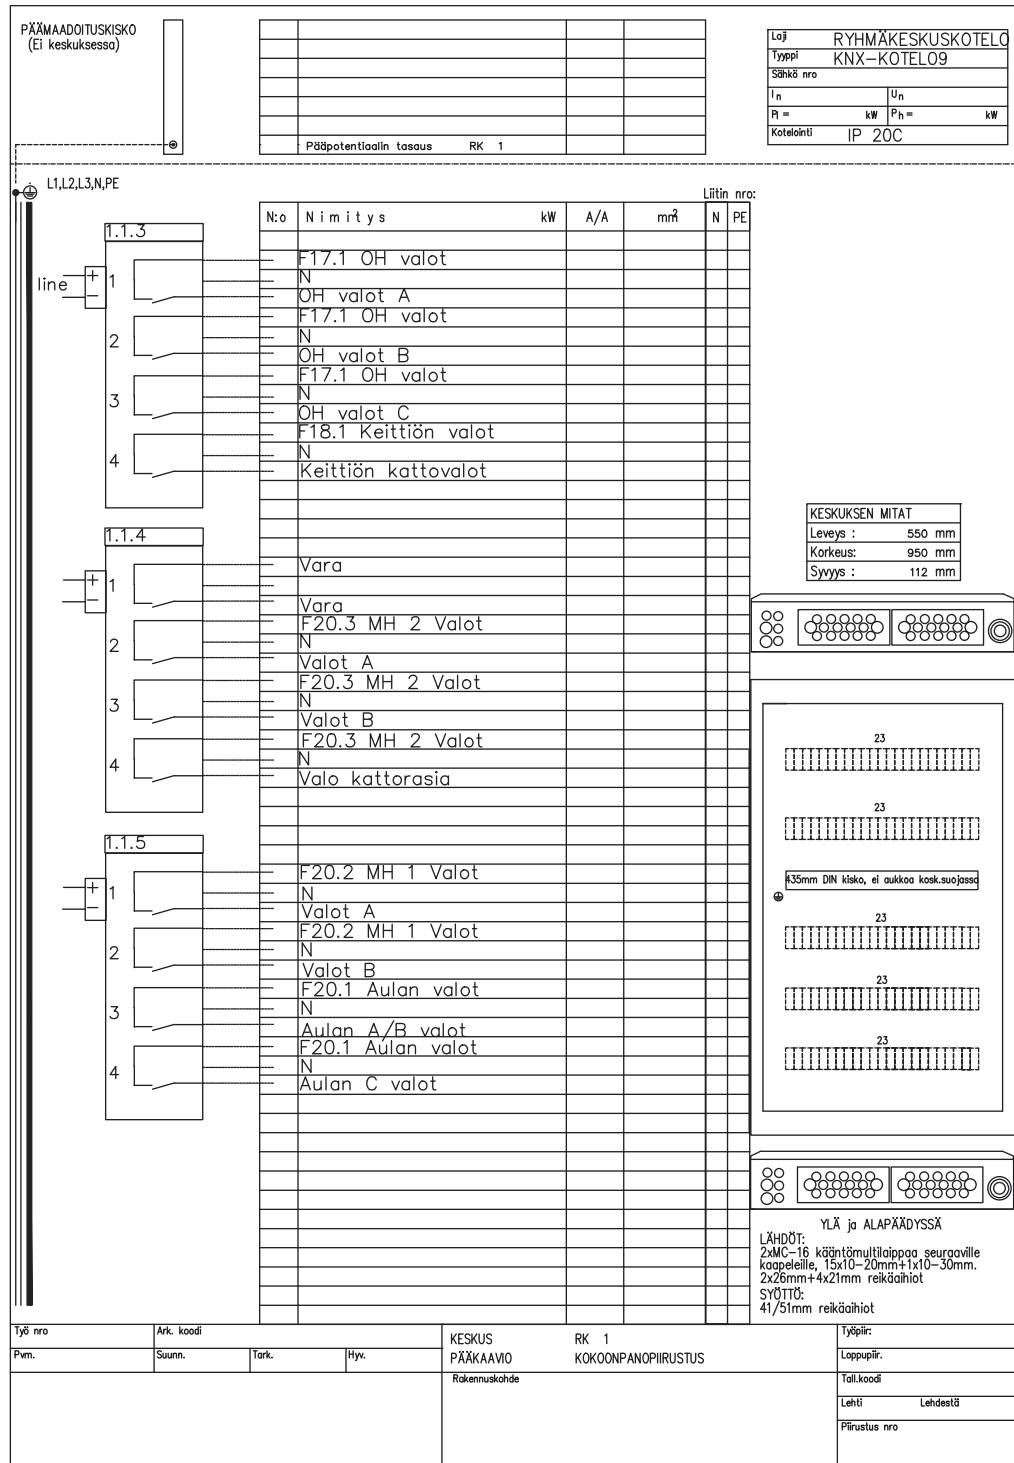 PÄÄMAADOITUSKISKO
(Ei keskuksessa)
Pääpotentiaalin tasaus RK 1
Laji RYHMÄKESKUSKOTELO
Tyyppi KNX-KOTELO9
Sähkö nro
In Un
Pi = kW Ph = kW
Kotelointi IP 20C
L1,L2,L3,N,PE
Liitin nro:
N:o Nimitys kW A/A mm² N PE
1.1.3
line
+
−
1
F17.1 OH valot
N
OH valot A
2
F17.1 OH valot
N
OH valot B
3
F17.1 OH valot
N
OH valot C
4
F18.1 Keittiön valot
N
Keittiön kattovalot
1.1.4
+
−
1
Vara
Vara
2
F20.3 MH 2 Valot
N
Valot A
3
F20.3 MH 2 Valot
N
Valot B
4
F20.3 MH 2 Valot
N
Valo kattorasia
1.1.5
+
−
1
F20.2 MH 1 Valot
N
Valot A
2
F20.2 MH 1 Valot
N
Valot B
3
F20.1 Aulan valot
N
Aulan A/B valot
4
F20.1 Aulan valot
N
Aulan C valot
KESKUKSEN MITAT
Leveys : 550 mm
Korkeus: 950 mm
Syvyys : 112 mm
23
23
435mm DIN kisko, ei aukkoa kosk.suojassa
23
23
23
YLÄ ja ALAPÄÄDYSSÄ
LÄHDÖT:
2xMC-16 kääntömultilaippaa seuraaville
kaapeleille, 15x10-20mm+1x10-30mm.
2x26mm+4x21mm reikäaihiot
SYÖTTÖ:
41/51mm reikäaihiot
Työ nro Ark. koodi
Pvm. Suunn. Tark. Hyv.
KESKUS RK 1
PÄÄKAAVIO KOKOONPANOPIIRUSTUS
Rakennuskohde
Työpiir:
Loppupiir.
Tall.koodi
Lehti Lehdestä
Piirustus nro